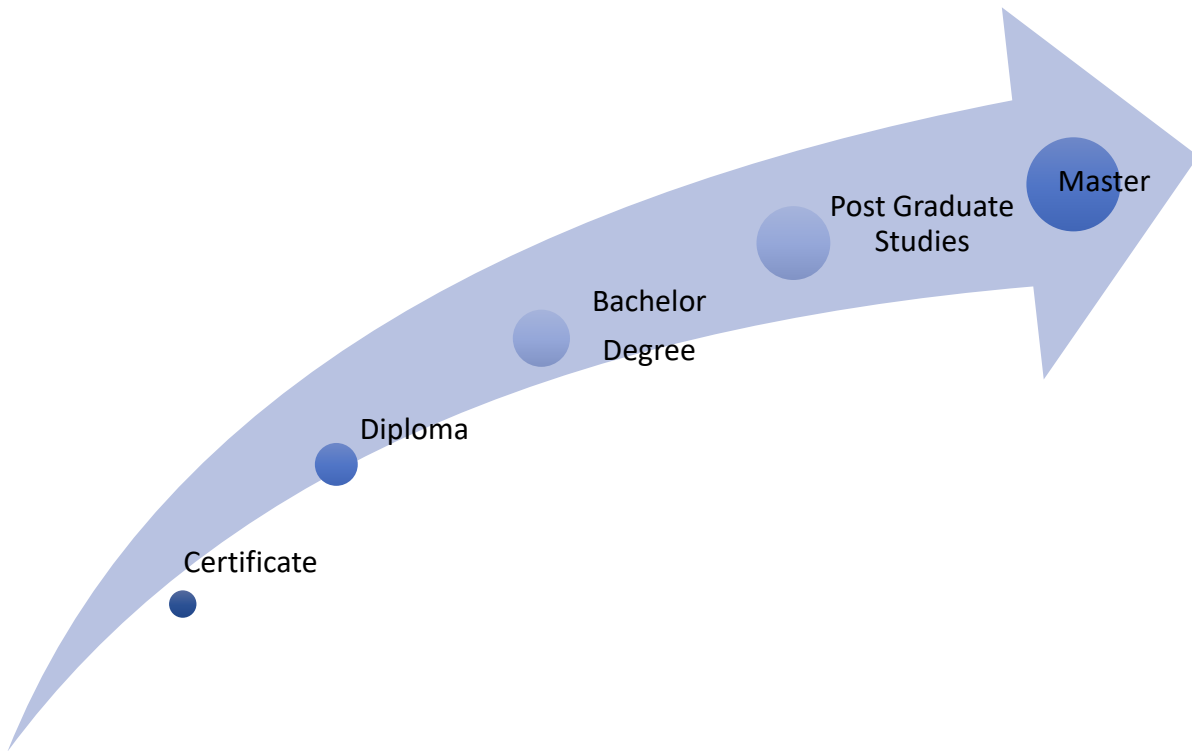 Master
Post Graduate
Studies
Bachelor
Degree
Diploma
Certificate